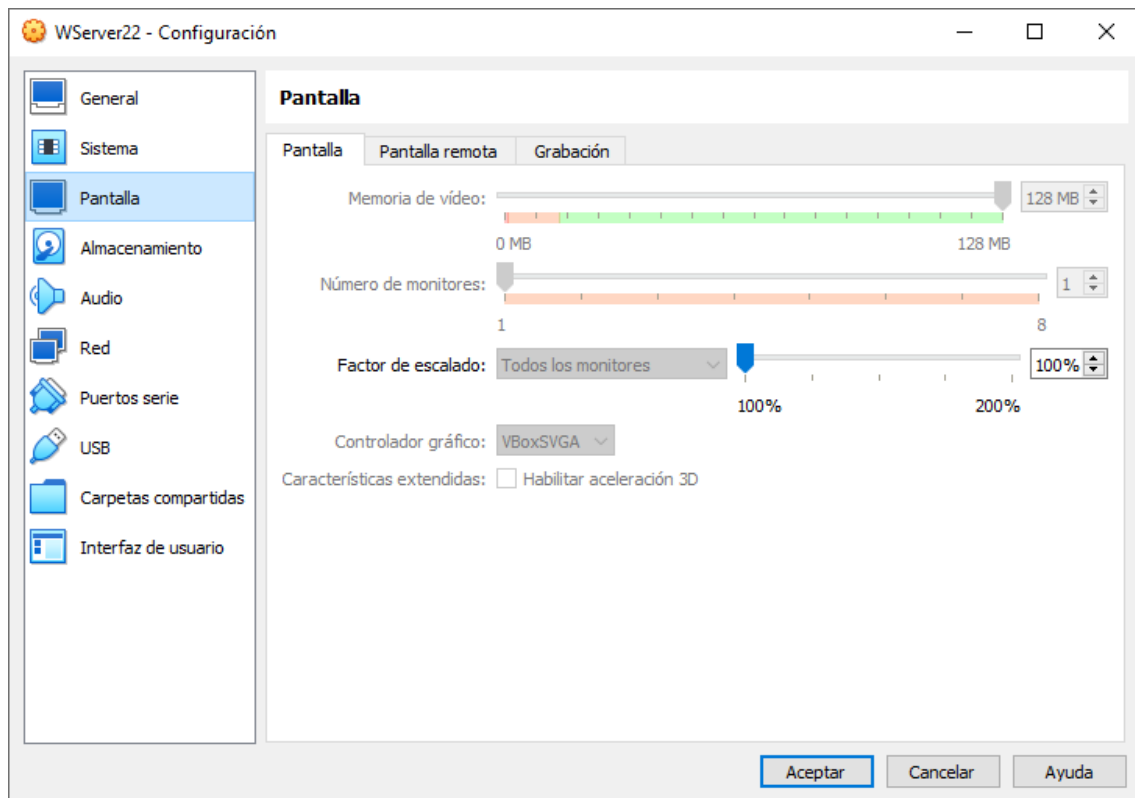 WServer22 - Configuración
General
Sistema
Pantalla
Almacenamiento
Audio
Red
Puertos serie
USB
Carpetas compartidas
Interfaz de usuario
Pantalla
Pantalla Pantalla remota Grabación
Memoria de vídeo: 128 MB
0 MB 128 MB
Número de monitores: 1
1 8
Factor de escalado: Todos los monitores 100%
100% 200%
Controlador gráfico: VBoxSVGA
Características extendidas: Habilitar aceleración 3D
Aceptar Cancelar Ayuda